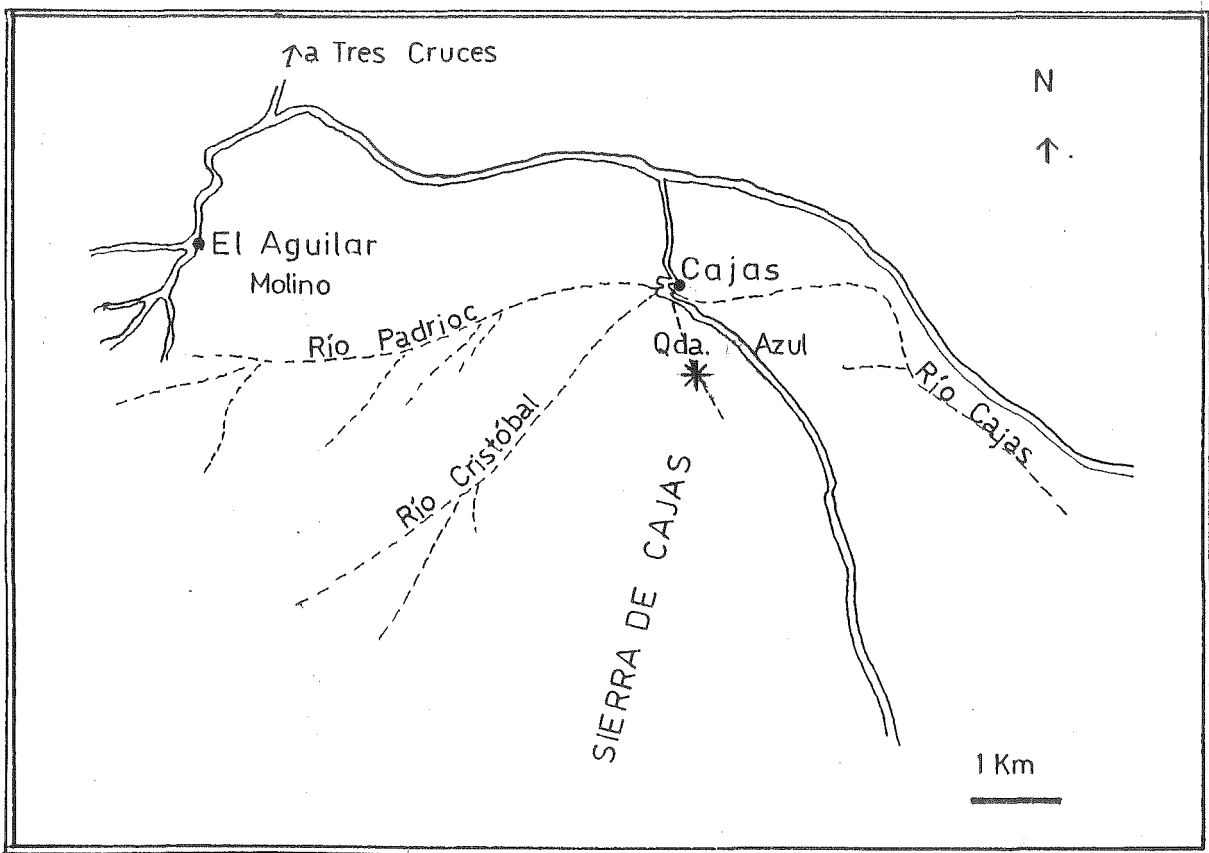 a Tres Cruces
N
El Aguilar
Molino
Cajas
Río Padrioc
Qda. Azul
Río Cajas
Río Cristóbal
SIERRA DE CAJAS
1 Km